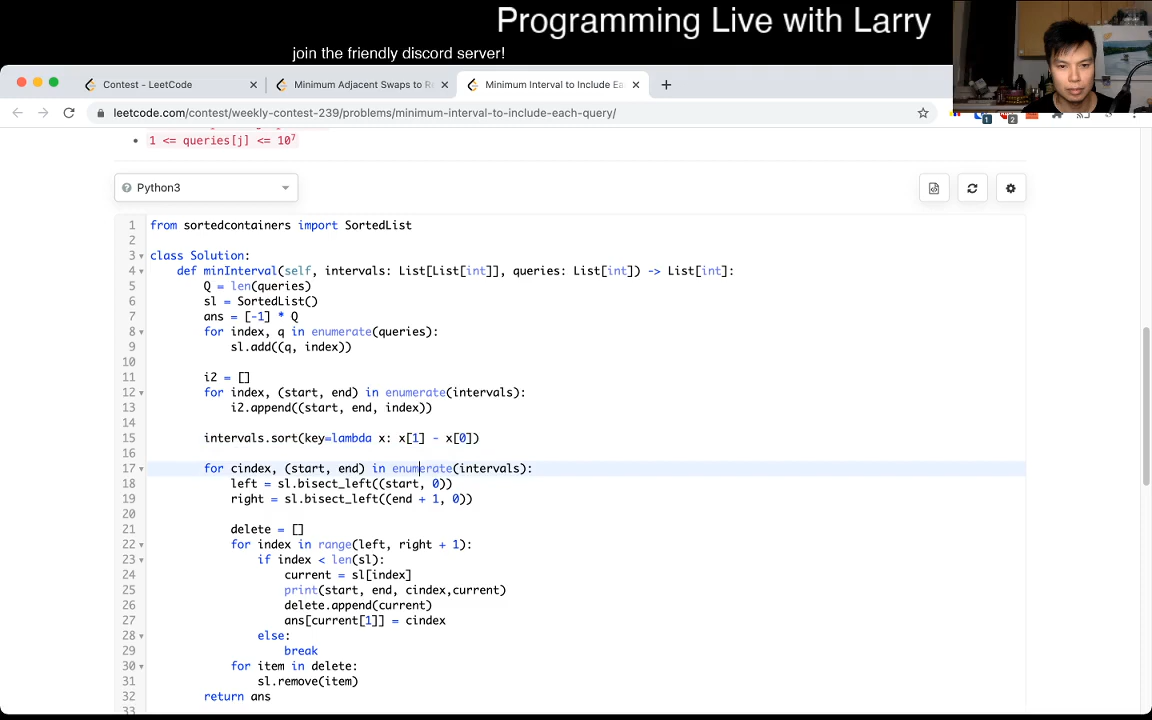 Programming Live with Larry
join the friendly discord server!
Contest - LeetCode
Minimum Adjacent Swaps to R
Minimum Interval to Include Ea
leetcode.com/contest/weekly-contest-239/problems/minimum-interval-to-include-each-query/
1 <= queries[j] <= 10⁷
Python3
1 from sortedcontainers import SortedList
2
3 class Solution:
4     def minInterval(self, intervals: List[List[int]], queries: List[int]) -> List[int]:
5         Q = len(queries)
6         sl = SortedList()
7         ans = [-1] * Q
8         for index, q in enumerate(queries):
9             sl.add((q, index))
10
11         i2 = []
12         for index, (start, end) in enumerate(intervals):
13             i2.append((start, end, index))
14
15         intervals.sort(key=lambda x: x[1] - x[0])
16
17         for cindex, (start, end) in enumerate(intervals):
18             left = sl.bisect_left((start, 0))
19             right = sl.bisect_left((end + 1, 0))
20
21             delete = []
22             for index in range(left, right + 1):
23                 if index < len(sl):
24                     current = sl[index]
25                     print(start, end, cindex,current)
26                     delete.append(current)
27                     ans[current[1]] = cindex
28                 else:
29                     break
30             for item in delete:
31                 sl.remove(item)
32         return ans
33